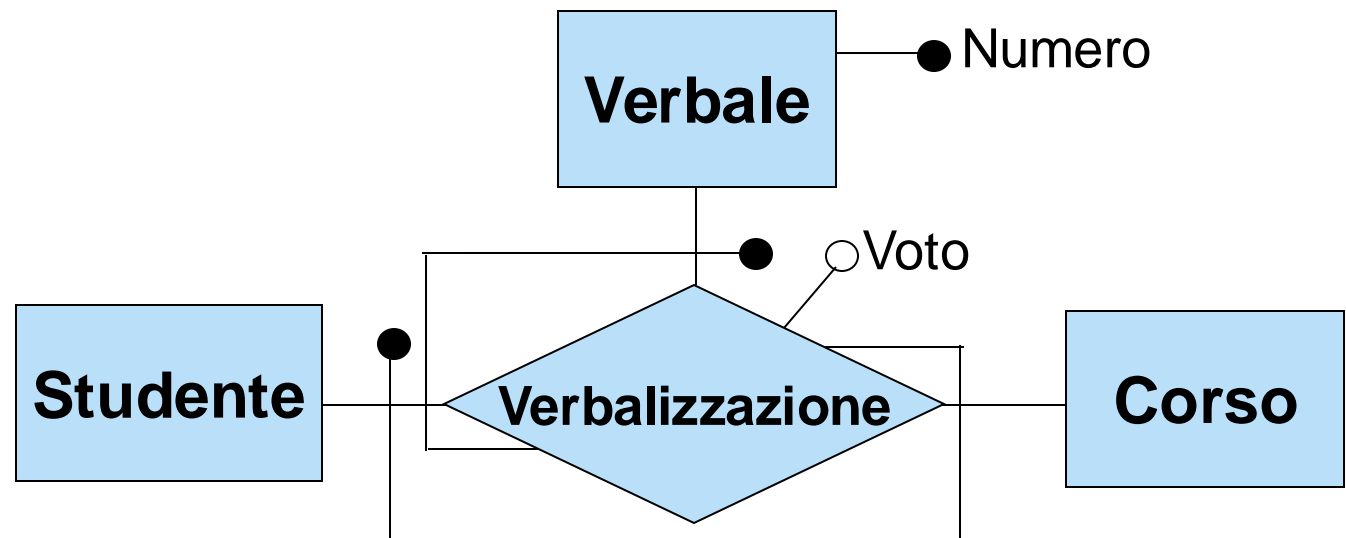 Verbale
Numero
Voto
Studente
Verbalizzazione
Corso